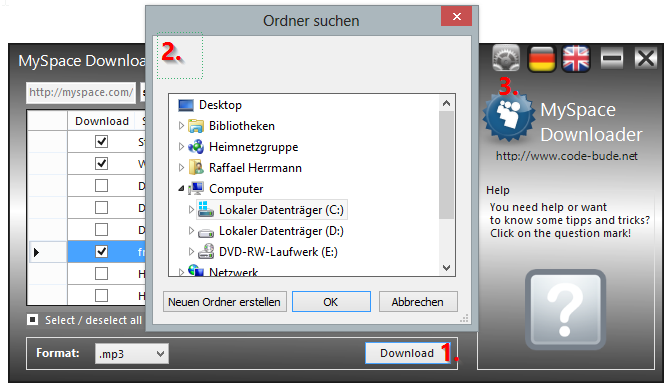 Ordner suchen
2.
MySpace Downloa
http://myspace.com/
3.
Download
Desktop
Bibliotheken
Heimnetzgruppe
Raffael Herrmann
Computer
Lokaler Datenträger (C:)
Lokaler Datenträger (D:)
DVD-RW-Laufwerk (E:)
Netzwerk
Neuen Ordner erstellen
OK
Abbrechen
Select / deselect all
Format:
.mp3
Download
1.
MySpace
Downloader
http://www.code-bude.net
Help
You need help or want
to know some tipps and tricks?
Click on the question mark!
?